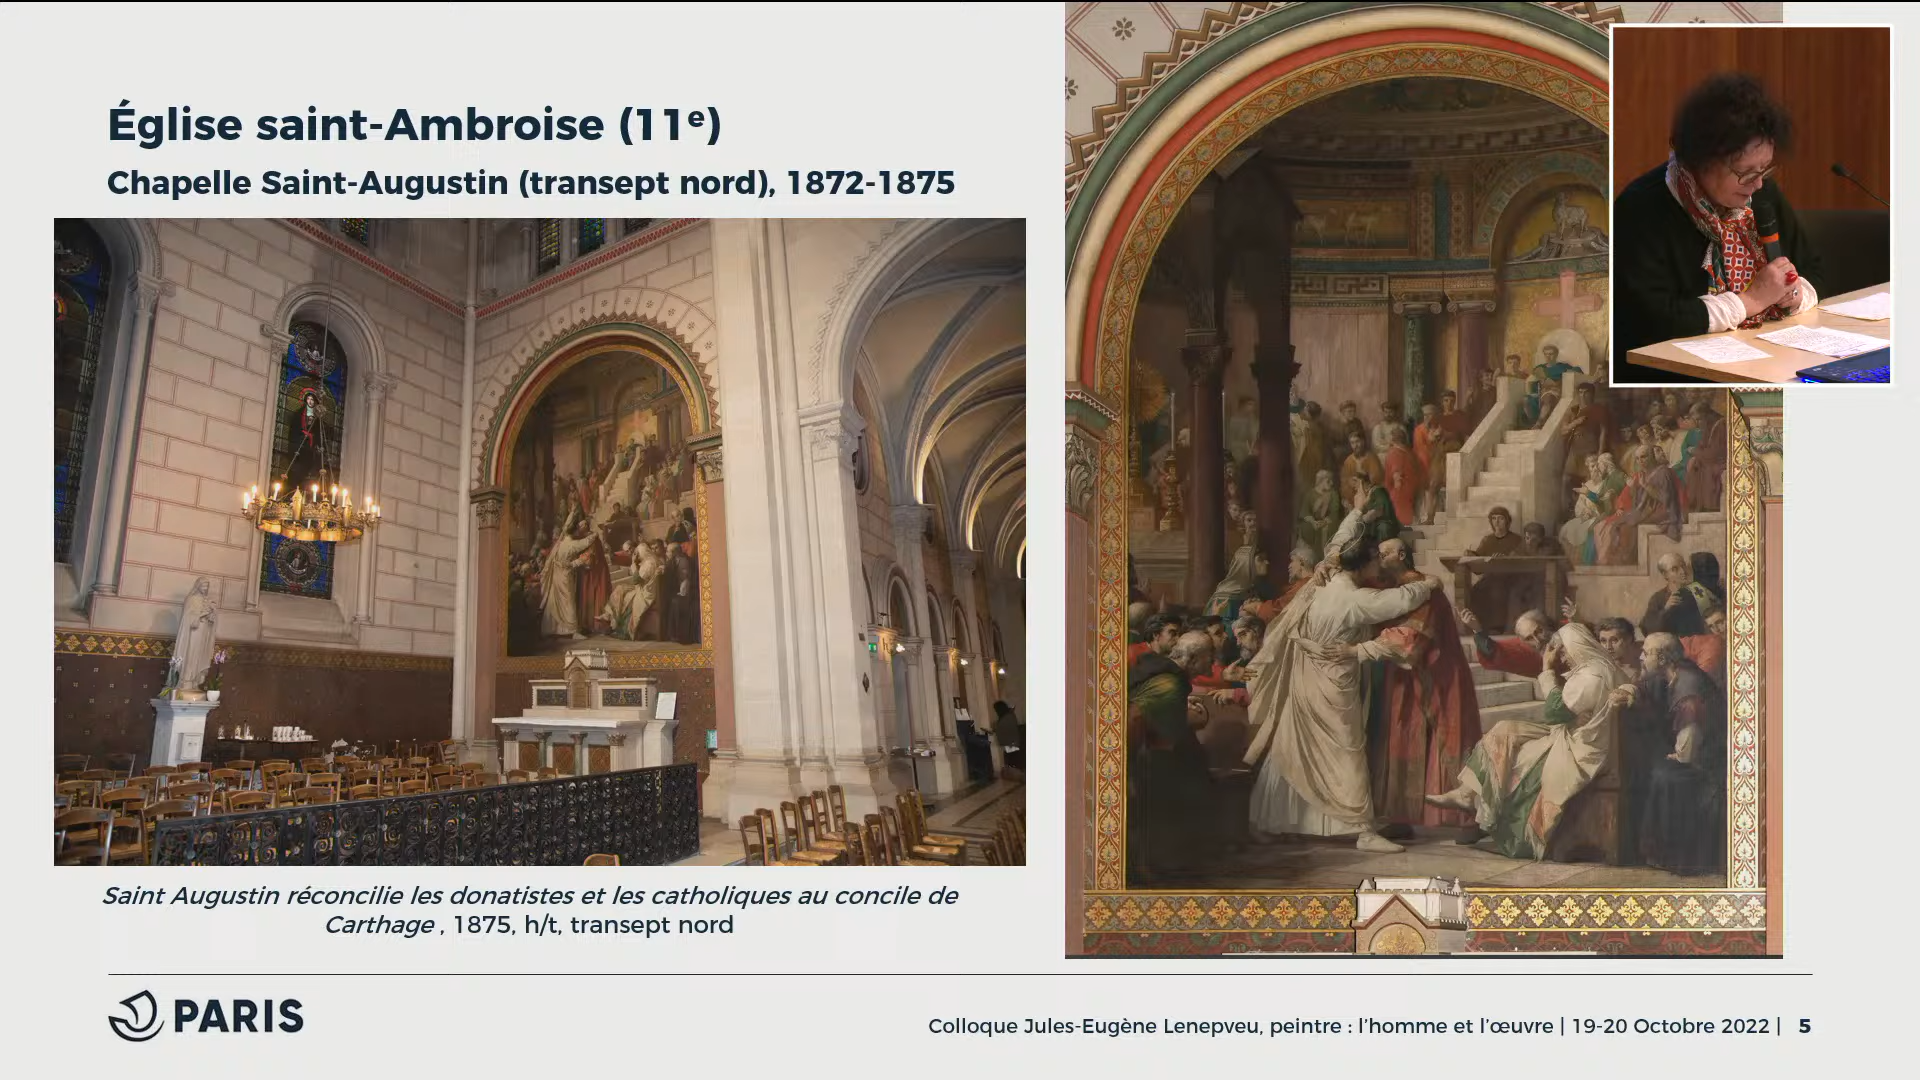 Église saint-Ambroise (11ᵉ)
Chapelle Saint-Augustin (transept nord), 1872-1875
Saint Augustin réconcilie les donatistes et les catholiques au concile de
Carthage , 1875, h/t, transept nord
PARIS
Colloque Jules-Eugène Lenepveu, peintre : l’homme et l’œuvre | 19-20 Octobre 2022 | 5